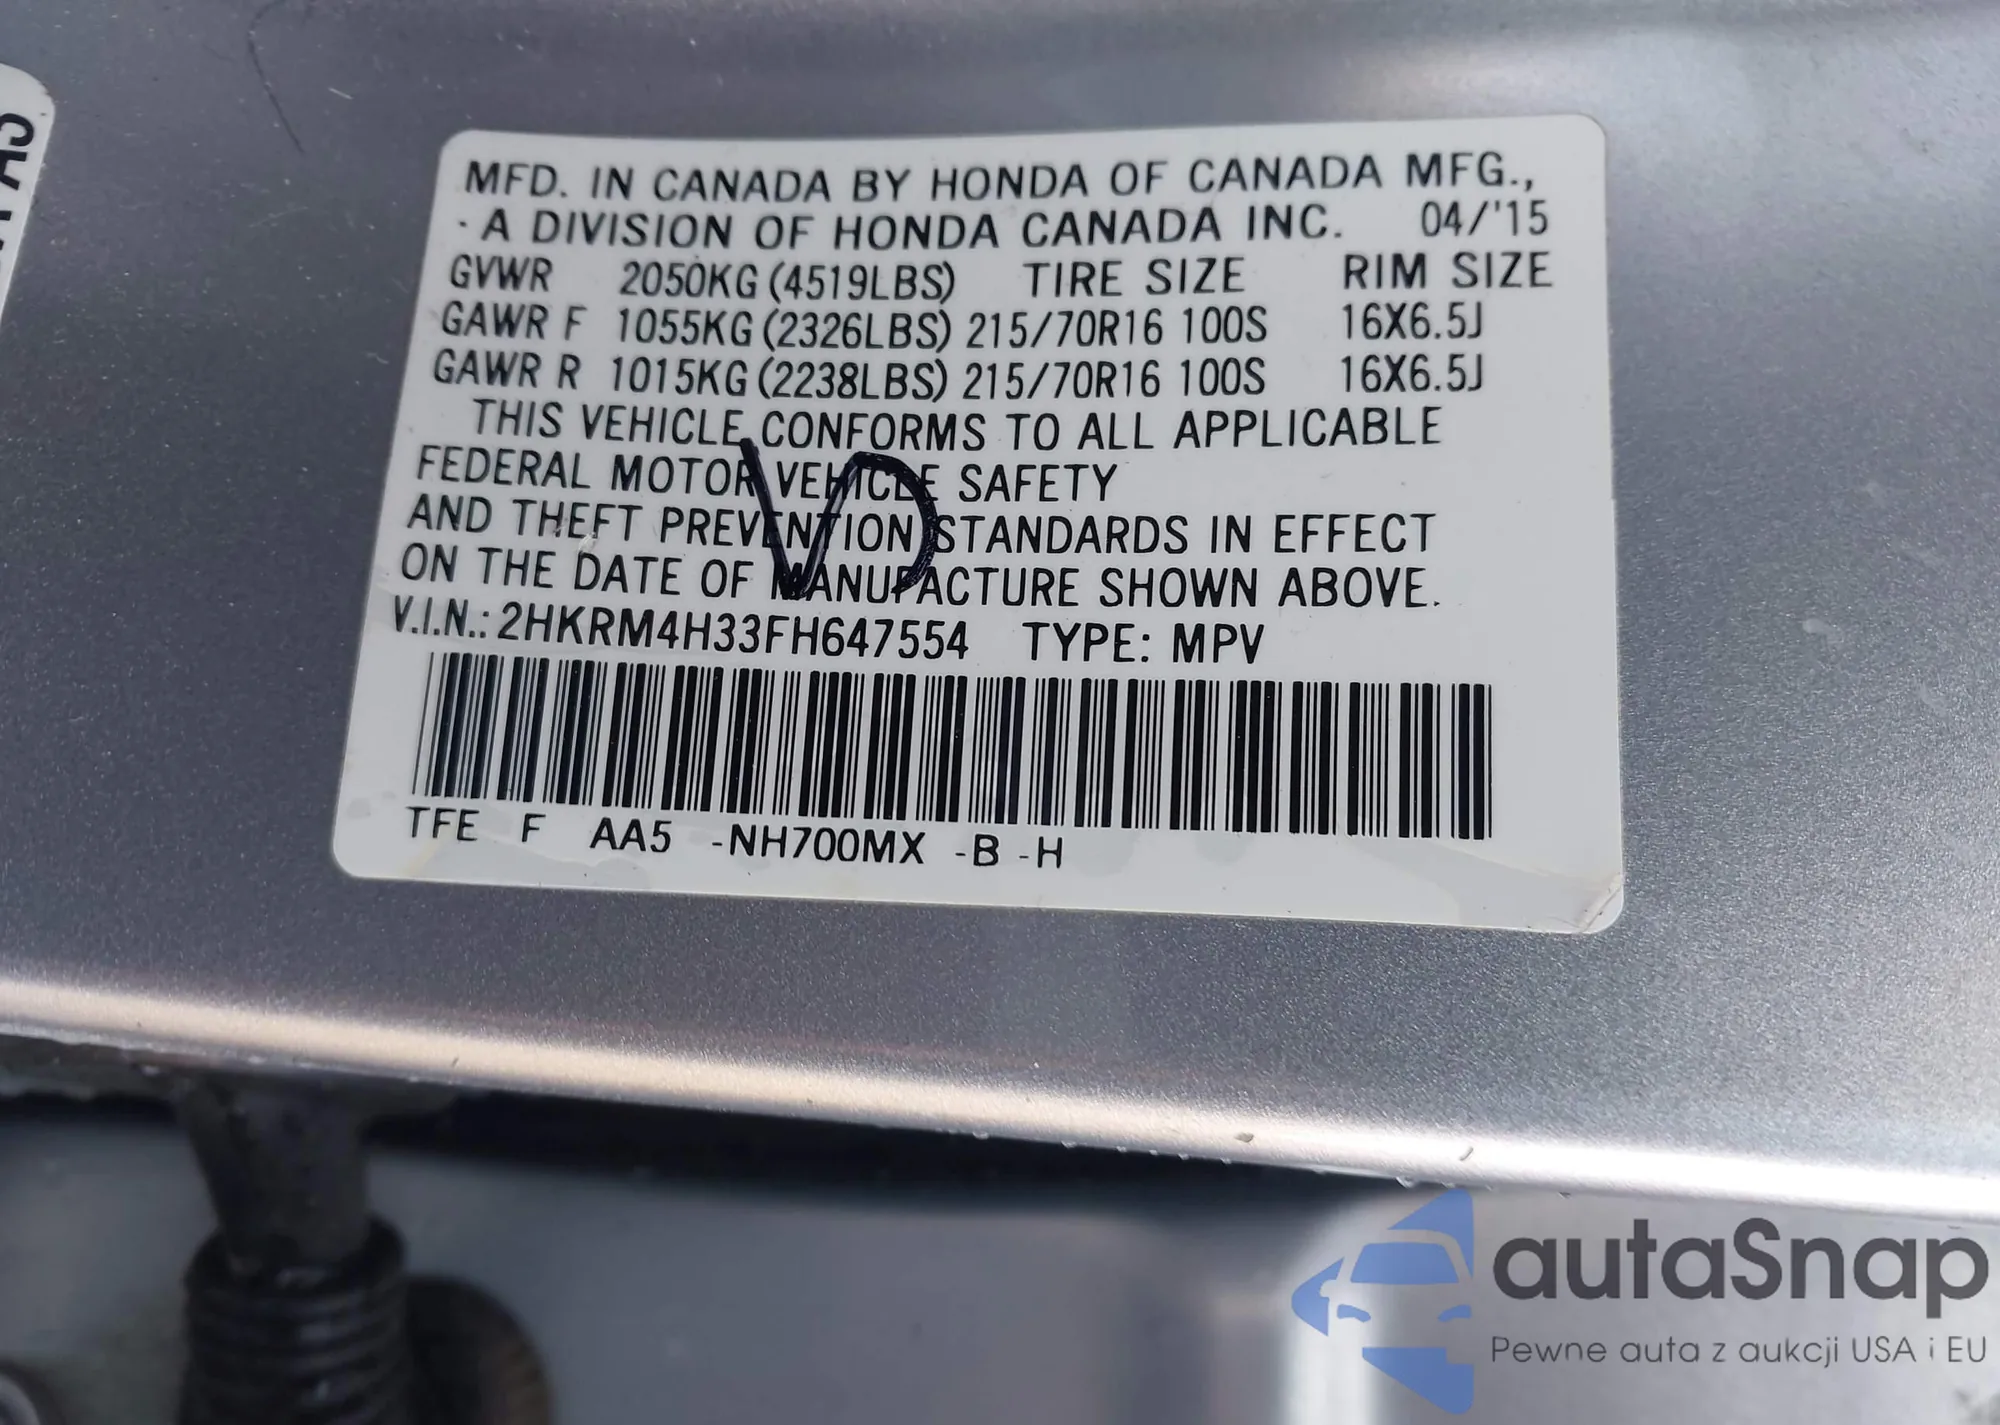 MFD. IN CANADA BY HONDA OF CANADA MFG.,
A DIVISION OF HONDA CANADA INC. 04/'15
GVWR 2050KG (4519LBS) TIRE SIZE RIM SIZE
GAWR F 1055KG (2326LBS) 215/70R16 100S 16X6.5J
GAWR R 1015KG (2238LBS) 215/70R16 100S 16X6.5J
THIS VEHICLE CONFORMS TO ALL APPLICABLE
FEDERAL MOTOR VEHICLE SAFETY
AND THEFT PREVENTION STANDARDS IN EFFECT
ON THE DATE OF MANUFACTURE SHOWN ABOVE.
V.I.N.: 2HKRM4H33FH647554 TYPE: MPV
TFE F AA5 -NH700MX -B -H
autaSnap
Pewne auta z aukcji USA i EU